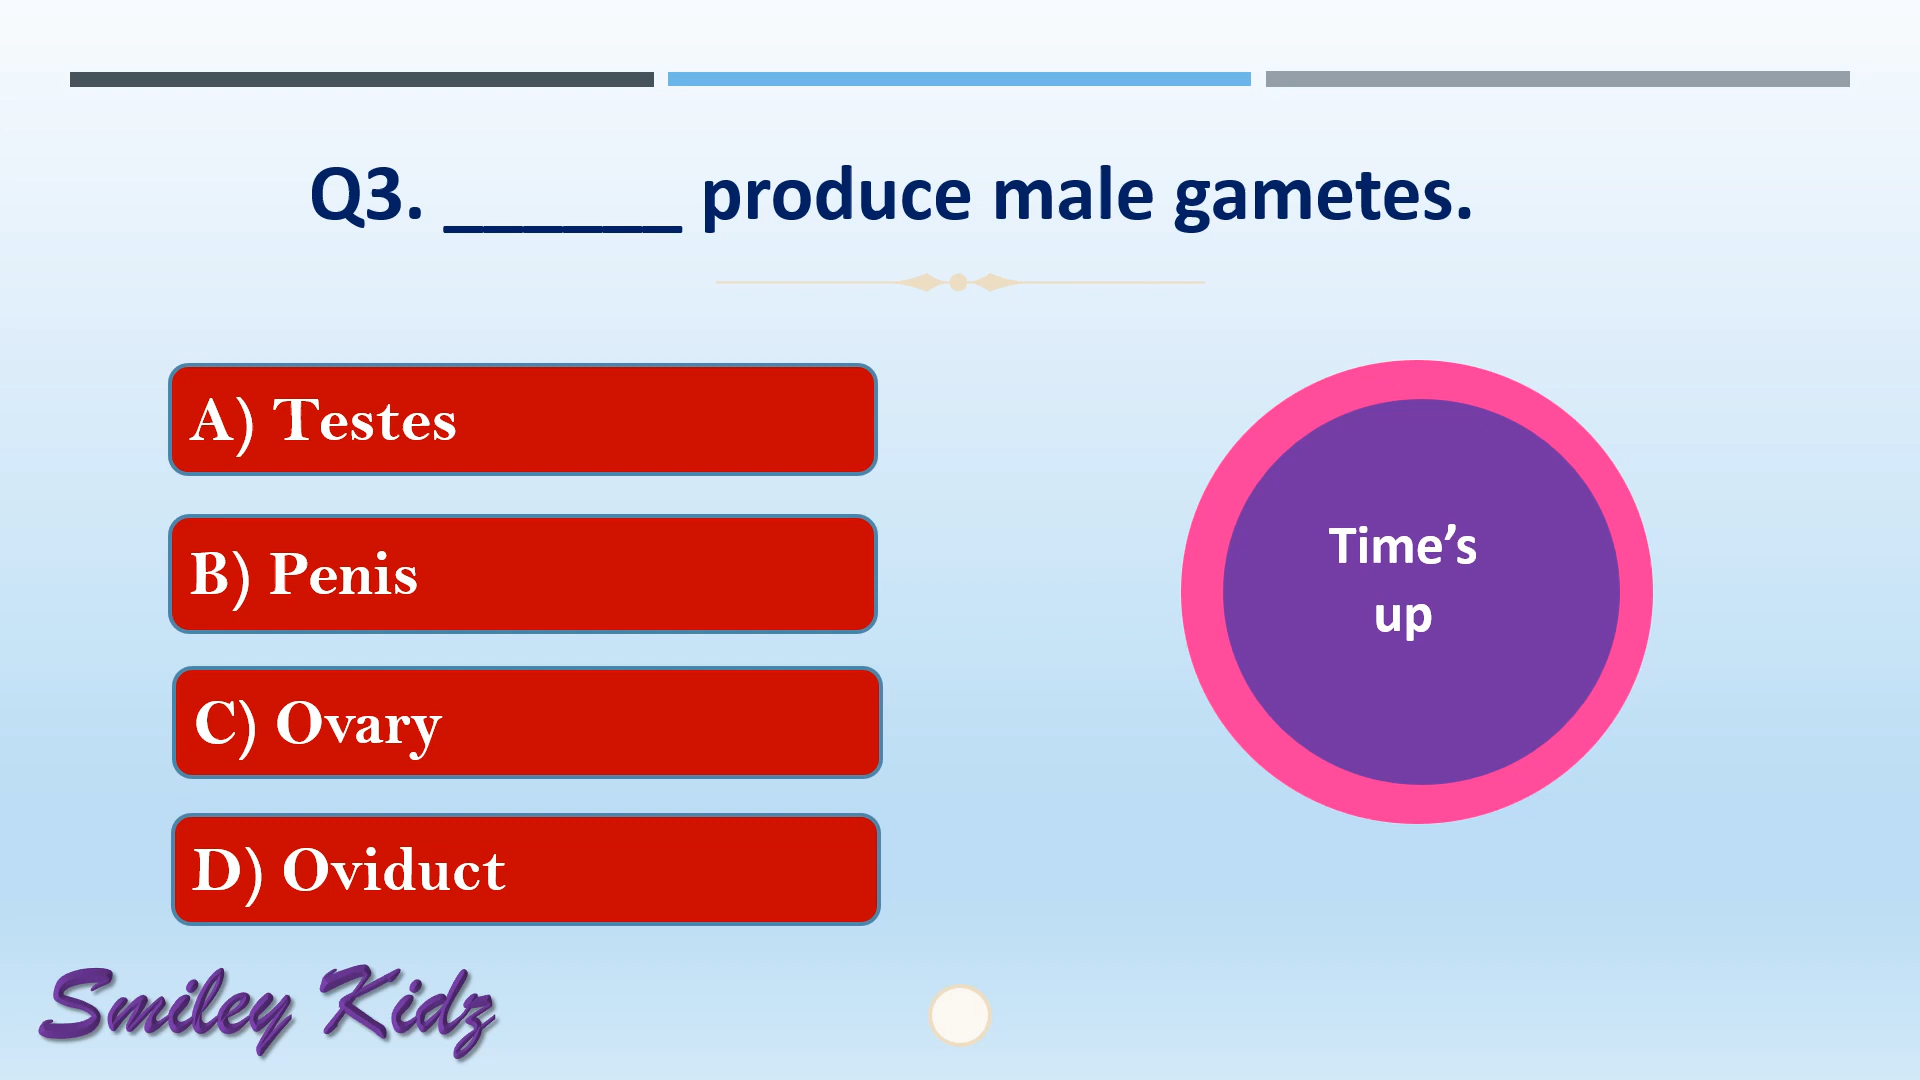 Q3. ______ produce male gametes.
A) Testes
B) Penis
C) Ovary
D) Oviduct
Time’s
up
Smiley Kidz